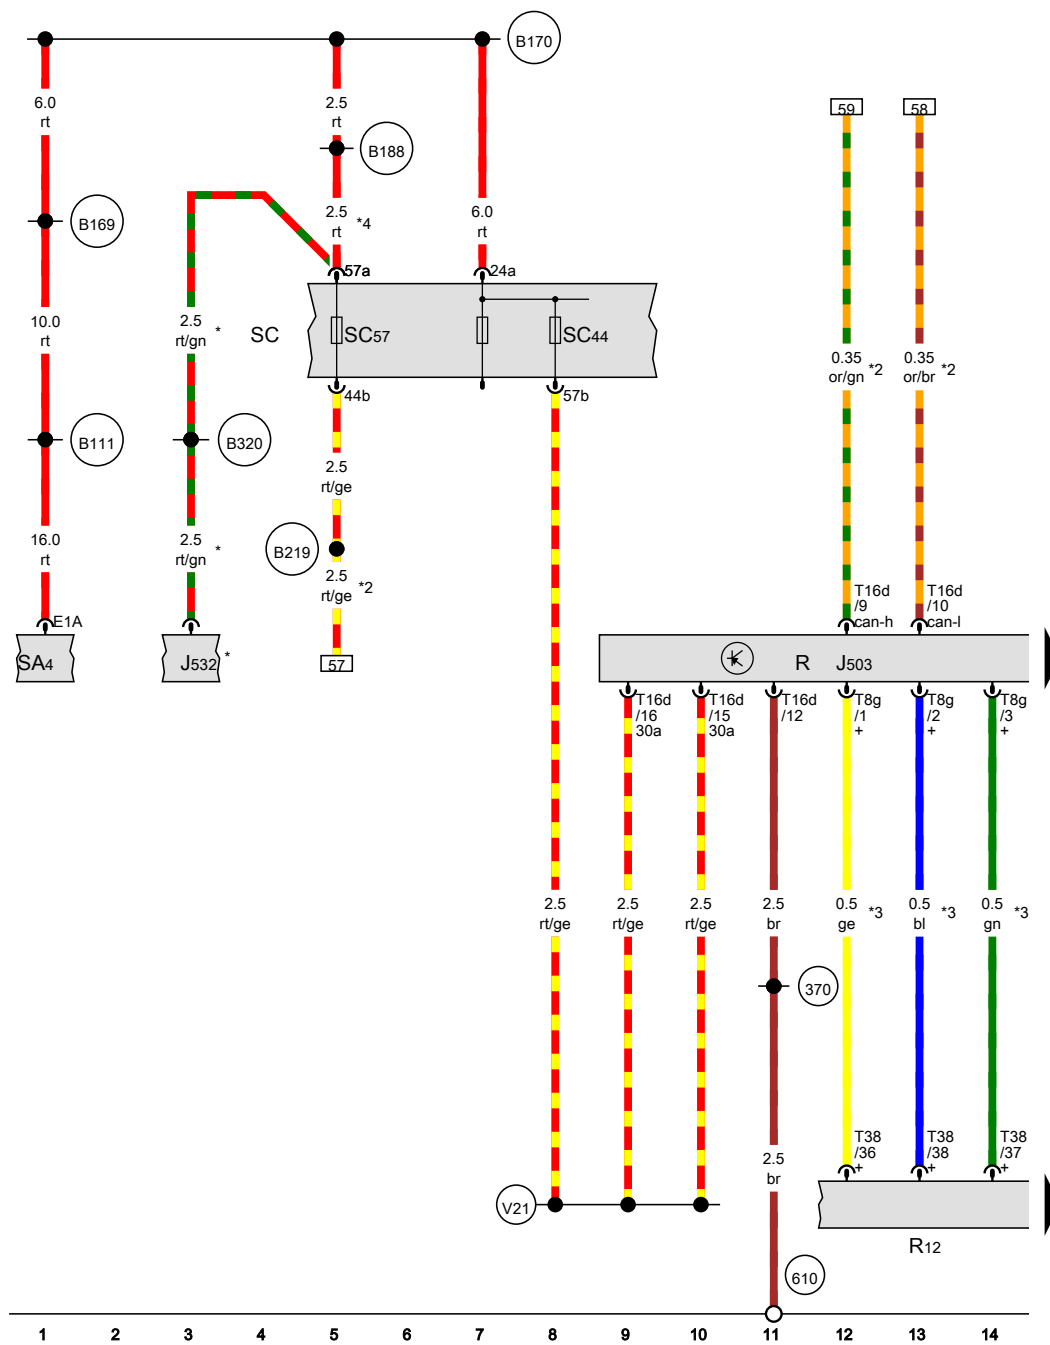 B170
59
58
6.0
rt
2.5
rt
B188
B169
2.5
rt
*4
6.0
rt
57a
24a
10.0
rt
2.5
rt/gn
*
SC
SC57
SC44
0.35
or/gn
*2
0.35
or/br
*2
44b
57b
B111
B320
2.5
rt/ge
16.0
rt
2.5
rt/gn
*
B219
2.5
rt/ge
*2
T16d
/9
can-h
T16d
/10
can-l
E1A
SA4
J532
*
57
R
J503
T16d
/16
30a
T16d
/15
30a
T16d
/12
T8g
/1
+
T8g
/2
+
T8g
/3
+
2.5
rt/ge
2.5
rt/ge
2.5
rt/ge
2.5
br
0.5
ge
*3
0.5
bl
*3
0.5
gn
*3
370
2.5
br
T38
/36
+
T38
/38
+
T38
/37
+
V21
R12
610
1 2 3 4 5 6 7 8 9 10 11 12 13 14